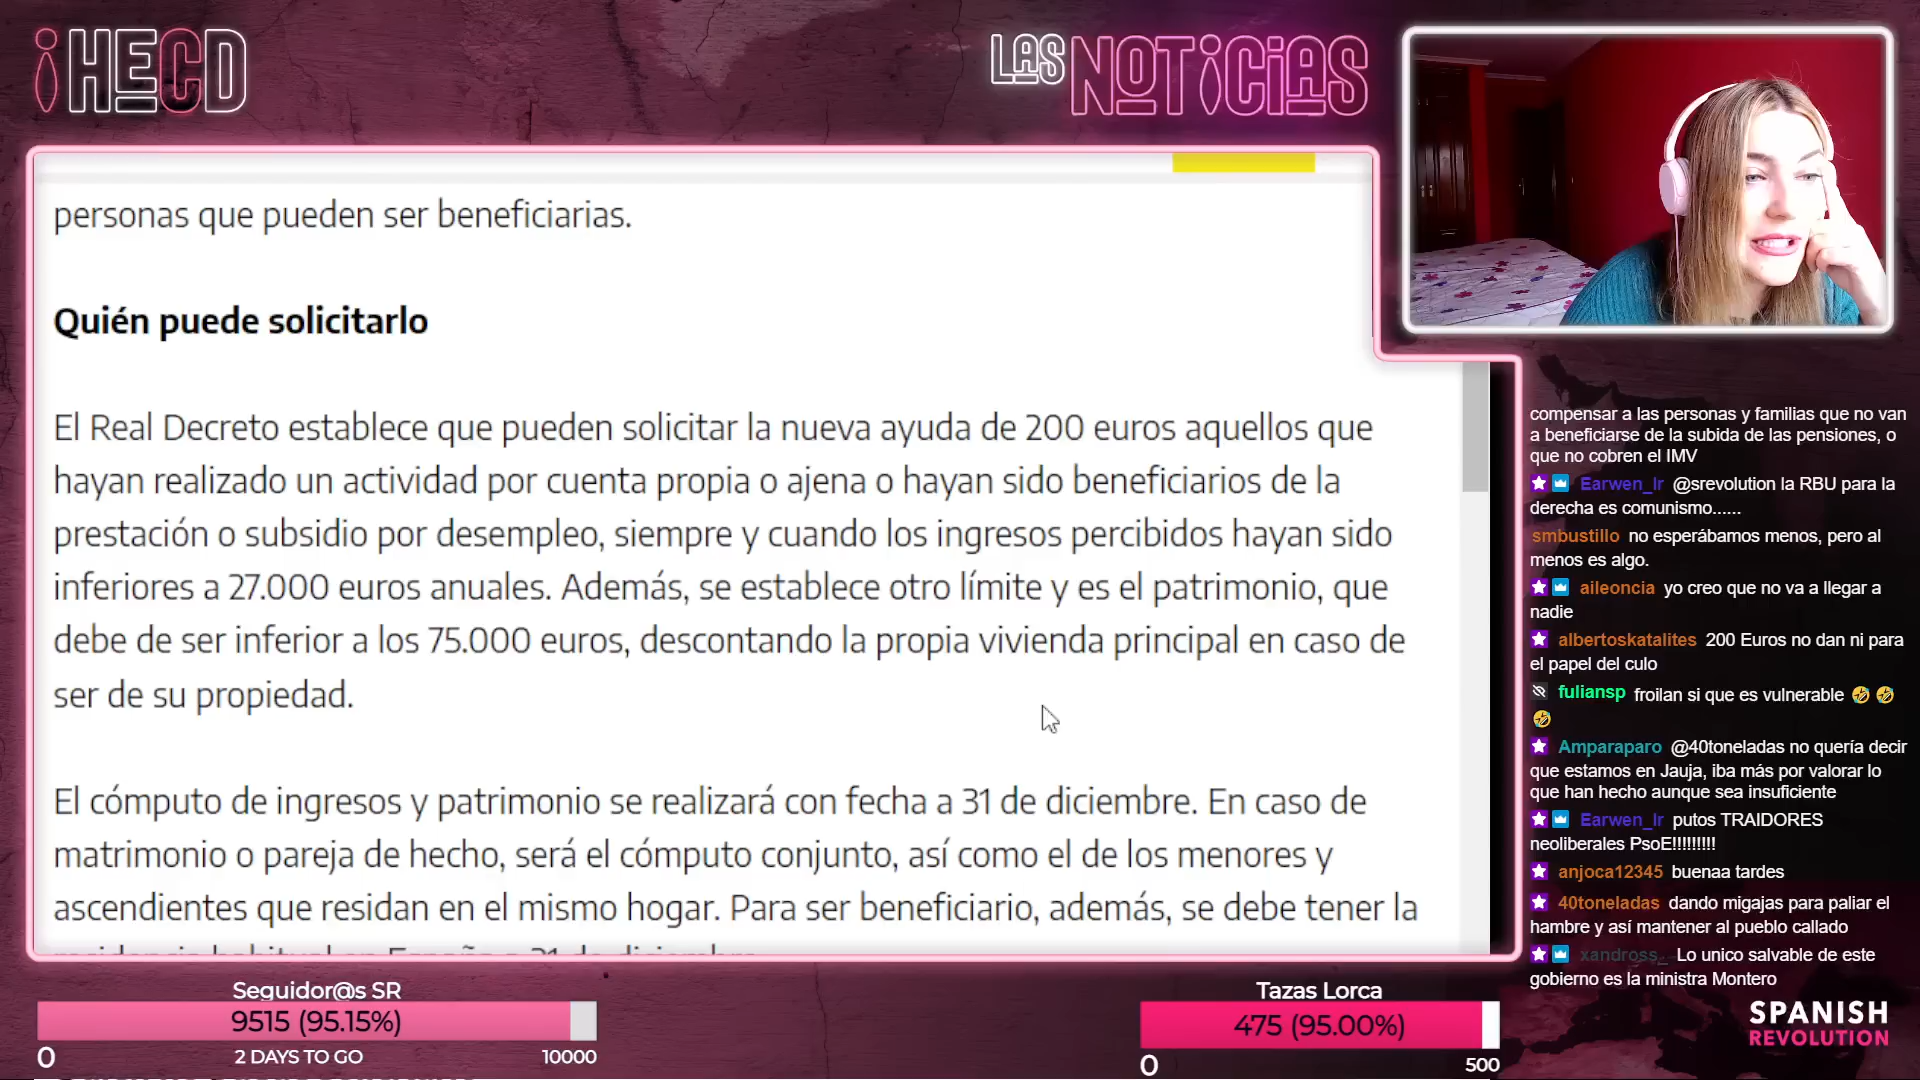 ¡HECD
LAS NOTICIAS
personas que pueden ser beneficiarias.
Quién puede solicitarlo
El Real Decreto establece que pueden solicitar la nueva ayuda de 200 euros aquellos que
hayan realizado un actividad por cuenta propia o ajena o hayan sido beneficiarios de la
prestación o subsidio por desempleo, siempre y cuando los ingresos percibidos hayan sido
inferiores a 27.000 euros anuales. Además, se establece otro límite y es el patrimonio, que
debe de ser inferior a los 75.000 euros, descontando la propia vivienda principal en caso de
ser de su propiedad.
El cómputo de ingresos y patrimonio se realizará con fecha a 31 de diciembre. En caso de
matrimonio o pareja de hecho, será el cómputo conjunto, así como el de los menores y
ascendientes que residan en el mismo hogar. Para ser beneficiario, además, se debe tener la
compensar a las personas y familias que no van
a beneficiarse de la subida de las pensiones, o
que no cobren el IMV
Earwen_Ir @srevolution la RBU para la
derecha es comunismo......
smbustillo no esperábamos menos, pero al
menos es algo.
aileoncia yo creo que no va a llegar a
nadie
albertoskatalites 200 Euros no dan ni para
el papel del culo
fuliansp froilan si que es vulnerable 🤣 🤣
🤣
Amparaparo @40toneladas no quería decir
que estamos en Jauja, iba más por valorar lo
que han hecho aunque sea insuficiente
Earwen_Ir putos TRAIDORES
neoliberales PsoE!!!!!!!!!
anjoca12345 buenaa tardes
40toneladas dando migajas para paliar el
hambre y así mantener al pueblo callado
xandross_ Lo unico salvable de este
gobierno es la ministra Montero
Seguidor@s SR
9515 (95.15%)
0 2 DAYS TO GO 10000
Tazas Lorca
475 (95.00%)
0 500
SPANISH
REVOLUTION